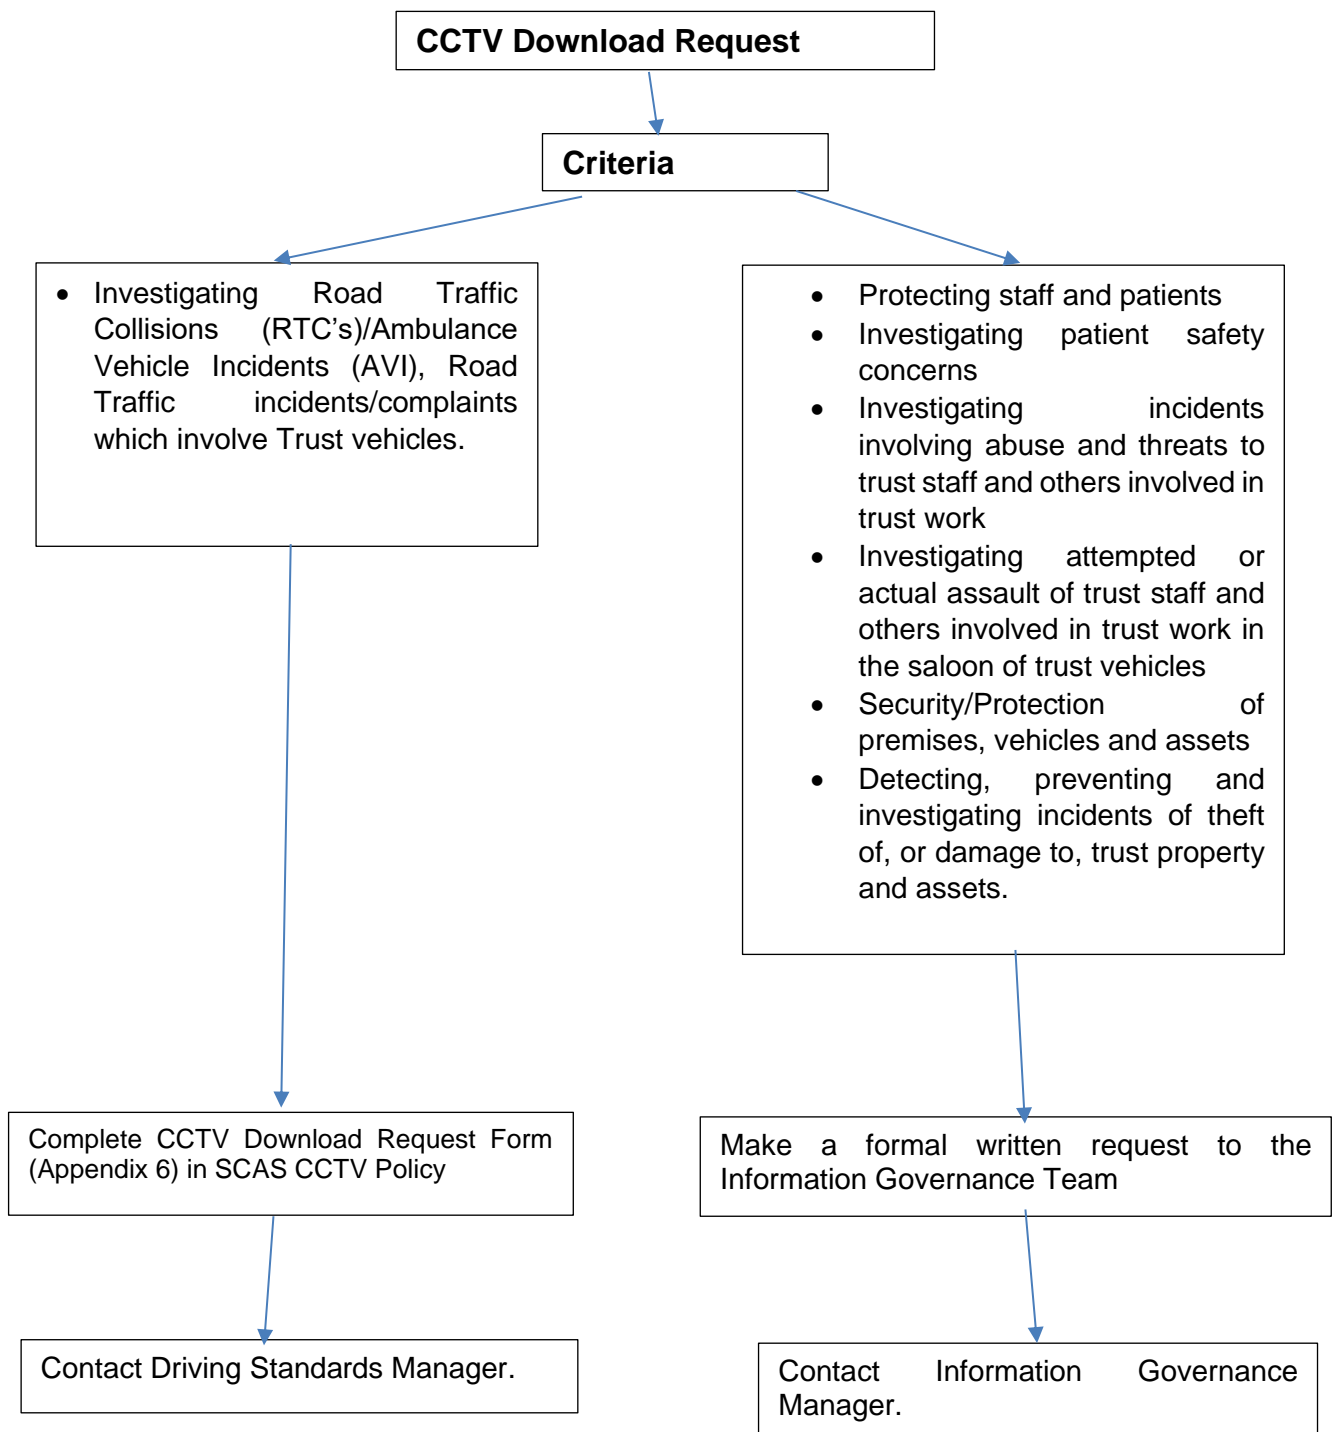 CCTV Download Request
Criteria
• Investigating Road Traffic
Collisions (RTC's)/Ambulance
Vehicle Incidents (AVI), Road
Traffic incidents/complaints
which involve Trust vehicles.
• Protecting staff and patients
• Investigating patient safety
concerns
• Investigating incidents
involving abuse and threats to
trust staff and others involved in
trust work
• Investigating attempted or
actual assault of trust staff and
others involved in trust work in
the saloon of trust vehicles
• Security/Protection of
premises, vehicles and assets
• Detecting, preventing and
investigating incidents of theft
of, or damage to, trust property
and assets.
Complete CCTV Download Request Form
(Appendix 6) in SCAS CCTV Policy
Make a formal written request to the
Information Governance Team
Contact Driving Standards Manager.
Contact Information Governance
Manager.